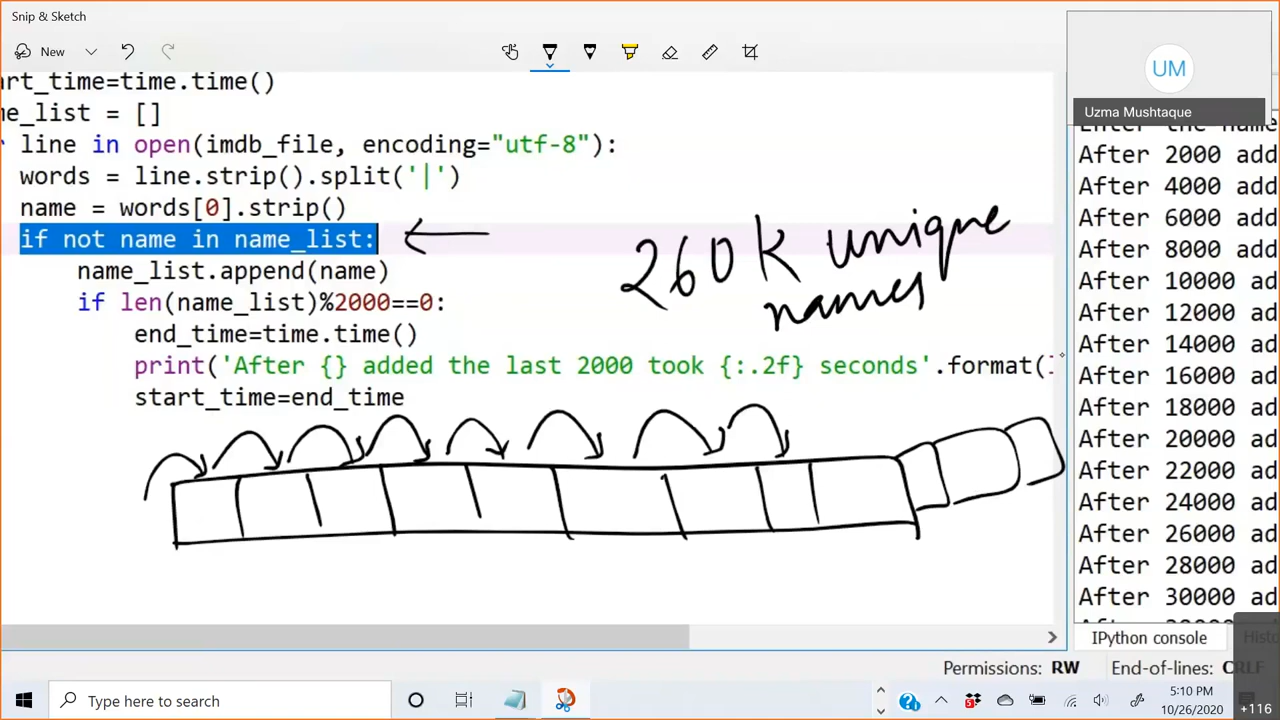 Snip & Sketch
New
UM
Uzma Mushtaque
art_time=time.time()
me_list = []
line in open(imdb_file, encoding="utf-8"):
words = line.strip().split('|')
name = words[0].strip()
if not name in name_list:
name_list.append(name)
if len(name_list)%2000==0:
end_time=time.time()
print('After {} added the last 2000 took {:.2f} seconds'.format(
start_time=end_time
260K unique
names
Enter the name
After 2000 add
After 4000 add
After 6000 add
After 8000 add
After 10000 ad
After 12000 ad
After 14000 ad
After 16000 ad
After 18000 ad
After 20000 ad
After 22000 ad
After 24000 ad
After 26000 ad
After 28000 ad
After 30000 ad
IPython console
Permissions: RW
End-of-lines: CRLF
Type here to search
5:10 PM
10/26/2020
+116